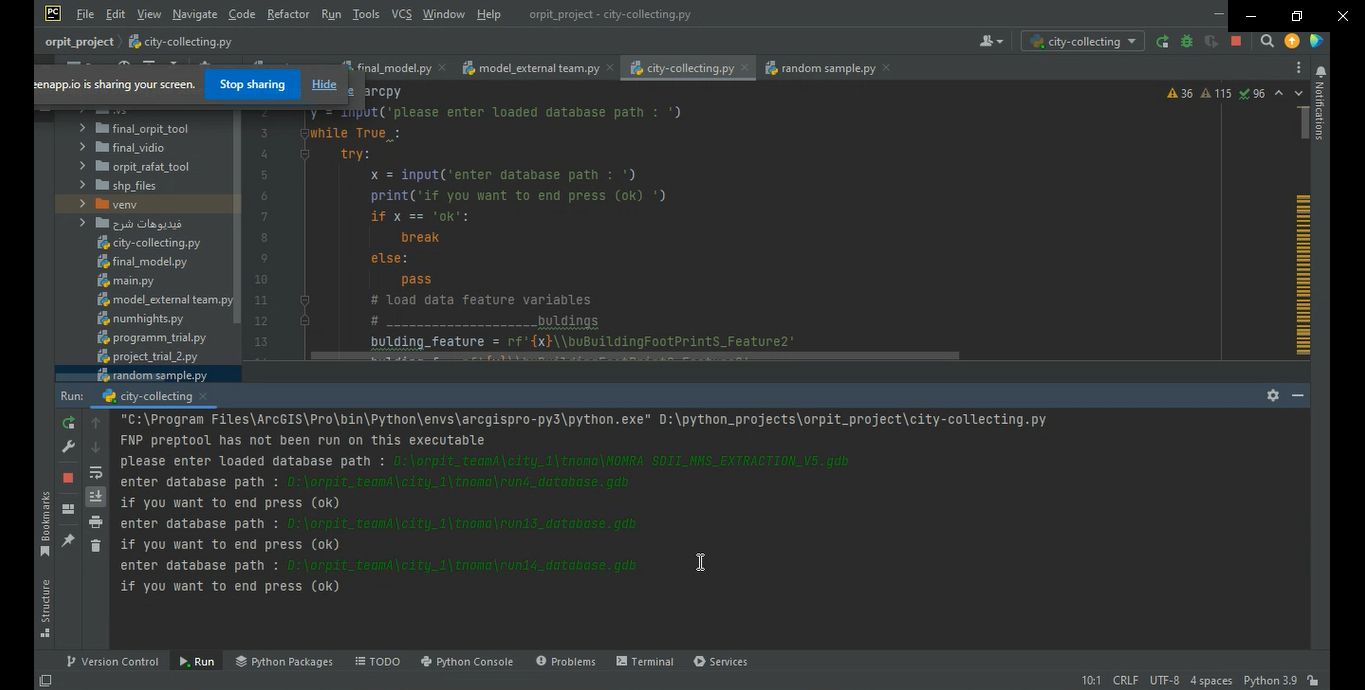 File Edit View Navigate Code Refactor Run Tools VCS Window Help orpit_project - city-collecting.py
orpit_project city-collecting.py city-collecting
final_model.py model_external team.py city-collecting.py random sample.py
eenapp.io is sharing your screen. Stop sharing Hide
arcpy
36 115 96
2 y = input('please enter loaded database path : ')
3 while True :
4 try:
5 x = input('enter database path : ')
6 print('if you want to end press (ok) ')
7 if x == 'ok':
8 break
9 else:
10 pass
11 # load data feature variables
12 # ____________________buldings
13 bulding_feature = rf'{x}\\buBuildingFootPrintS_Feature2'
.vs
final_orpit_tool
final_vidio
orpit_rafat_tool
shp_files
venv
فيديوهات شرح
city-collecting.py
final_model.py
main.py
model_external team.py
numhights.py
programm_trial.py
project_trial_2.py
random sample.py
Notifications
Run: city-collecting
"C:\Program Files\ArcGIS\Pro\bin\Python\envs\arcgispro-py3\python.exe" D:\python_projects\orpit_project\city-collecting.py
FNP preptool has not been run on this executable
please enter loaded database path : D:\orpit_teamA\city_1\tnoma\MOMRA_SDII_MMS_EXTRACTION_V5.gdb
enter database path : D:\orpit_teamA\city_1\tnoma\run4_database.gdb
if you want to end press (ok)
enter database path : D:\orpit_teamA\city_1\tnoma\run13_database.gdb
if you want to end press (ok)
enter database path : D:\orpit_teamA\city_1\tnoma\run14_database.gdb
if you want to end press (ok)
Bookmarks
Structure
Version Control Run Python Packages TODO Python Console Problems Terminal Services
10:1 CRLF UTF-8 4 spaces Python 3.9